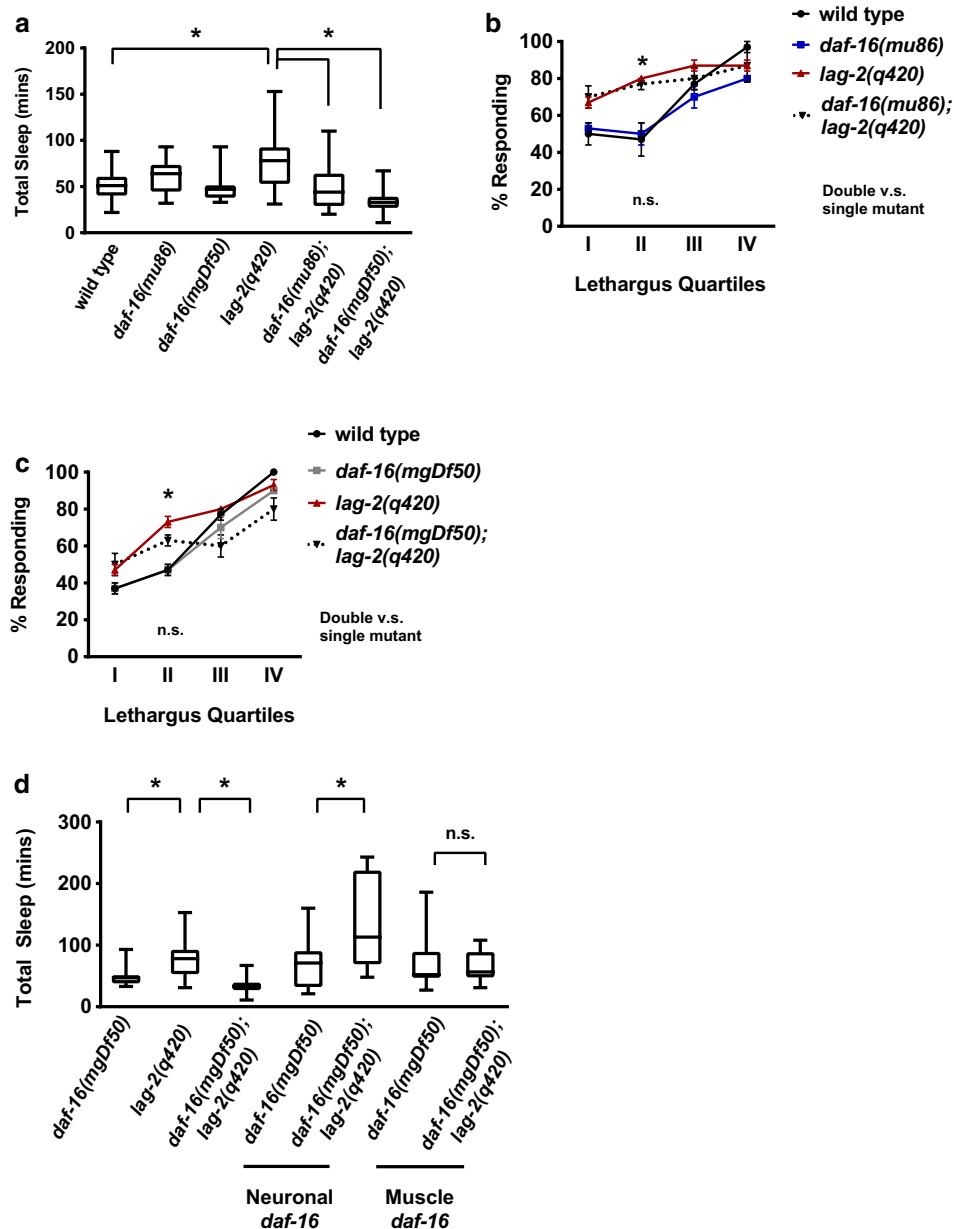 a
*
*
200
150
100
50
0
Total Sleep (mins)
wild type
daf-16(mu86)
daf-16(mgDf50)
lag-2(q420)
daf-16(mu86);
lag-2(q420)
daf-16(mgDf50);
lag-2(q420)
b
wild type
daf-16(mu86)
lag-2(q420)
daf-16(mu86);
lag-2(q420)
*
100
80
60
40
20
0
% Responding
n.s.
Double v.s.
single mutant
I II III IV
Lethargus Quartiles
c
wild type
daf-16(mgDf50)
lag-2(q420)
daf-16(mgDf50);
lag-2(q420)
*
100
80
60
40
20
0
% Responding
n.s.
Double v.s.
single mutant
I II III IV
Lethargus Quartiles
d
*
*
*
n.s.
300
200
100
0
Total Sleep (mins)
daf-16(mgDf50)
lag-2(q420)
daf-16(mgDf50);
lag-2(q420)
daf-16(mgDf50)
daf-16(mgDf50);
lag-2(q420)
daf-16(mgDf50)
daf-16(mgDf50);
lag-2(q420)
Neuronal
daf-16
Muscle
daf-16